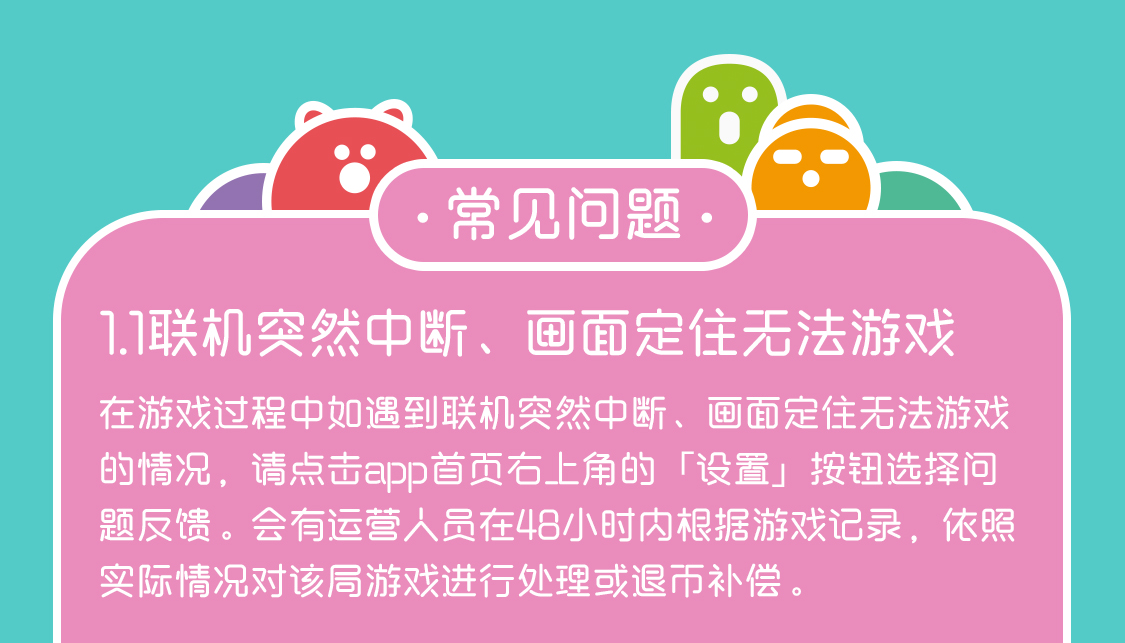 · 常见问题 ·
1.1联机突然中断、画面定住无法游戏
在游戏过程中如遇到联机突然中断、画面定住无法游戏
的情况，请点击app首页右上角的「设置」按钮选择问
题反馈。会有运营人员在48小时内根据游戏记录，依照
实际情况对该局游戏进行处理或退币补偿。